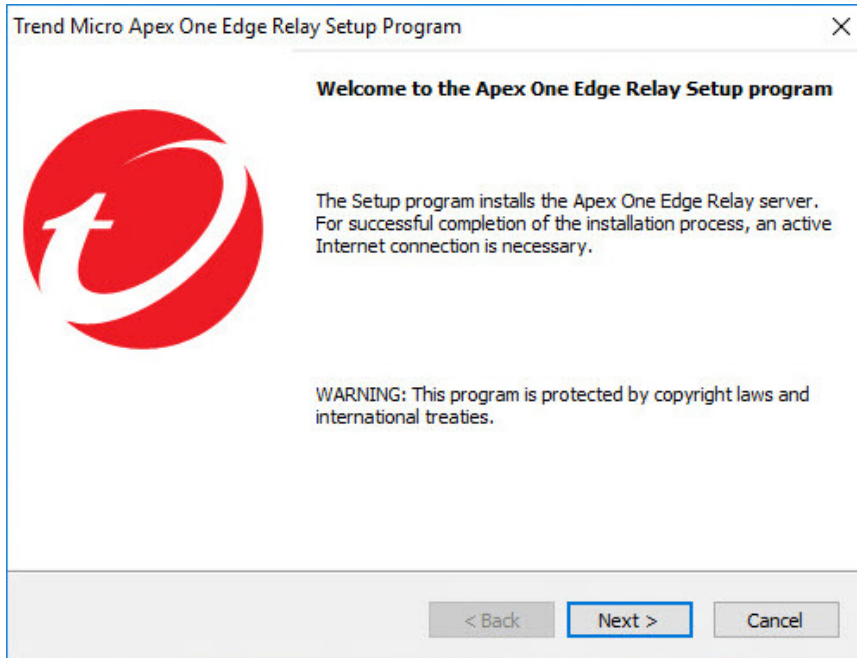 Trend Micro Apex One Edge Relay Setup Program
Welcome to the Apex One Edge Relay Setup program
The Setup program installs the Apex One Edge Relay server.
For successful completion of the installation process, an active
Internet connection is necessary.
WARNING: This program is protected by copyright laws and
international treaties.
< Back Next > Cancel